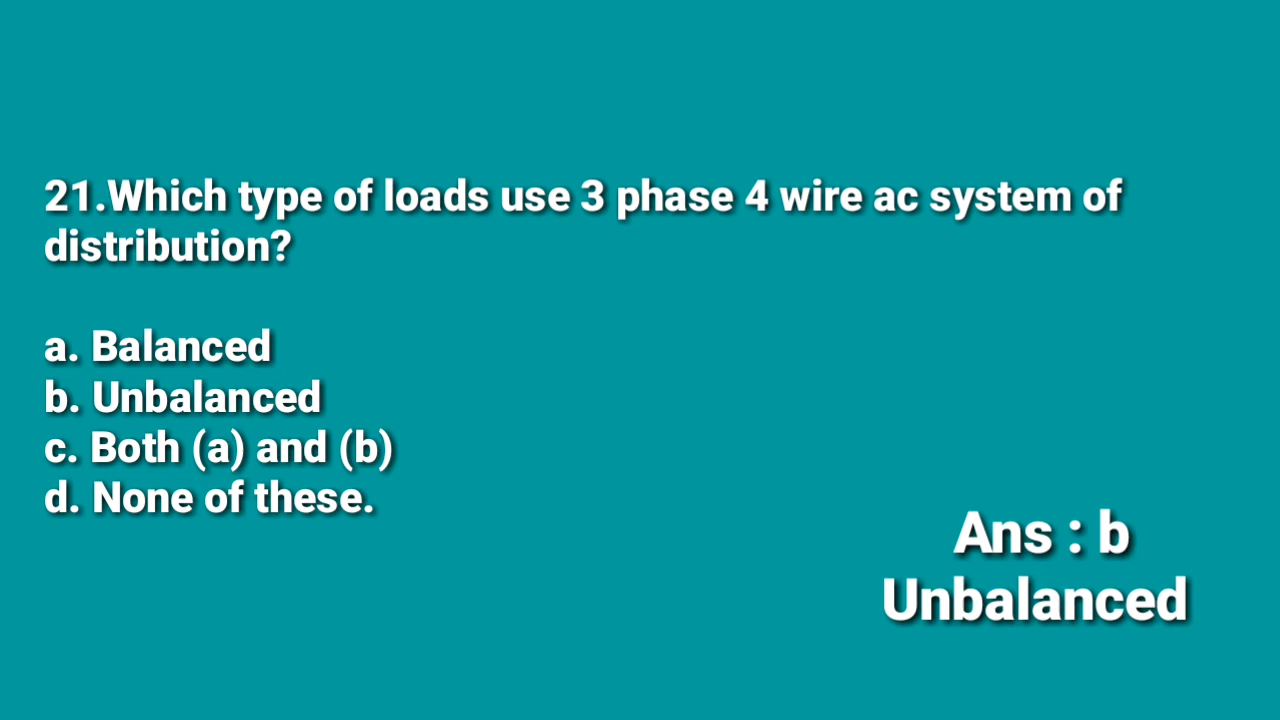 21.Which type of loads use 3 phase 4 wire ac system of
distribution?
a. Balanced
b. Unbalanced
c. Both (a) and (b)
d. None of these.
Ans : b
Unbalanced